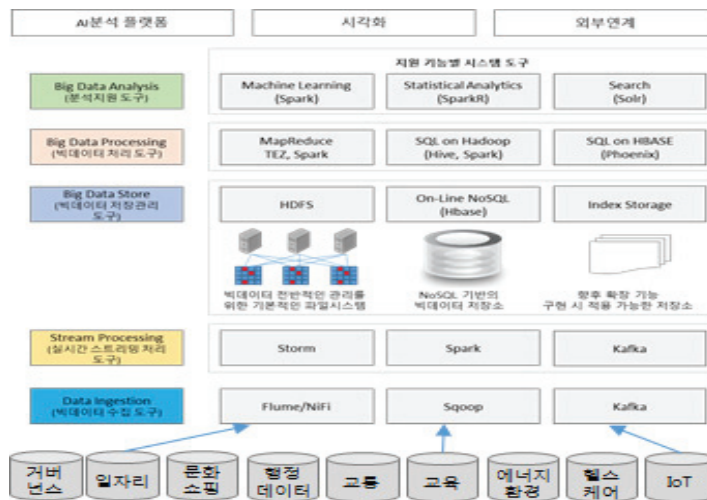 AI분석 플랫폼
시각화
외부연계
지원 기능별 시스템 도구
Big Data Analysis
(분석지원 도구)
Machine Learning
(Spark)
Statistical Analytics
(SparkR)
Search
(Solr)
Big Data Processing
(빅데이터 처리 도구)
MapReduce
TEZ, Spark
SQL on Hadoop
(Hive, Spark)
SQL on HBASE
(Phoenix)
Big Data Store
(빅데이터 저장관리
도구)
HDFS
On-Line NoSQL
(Hbase)
Index Storage
빅데이터 전반적인 관리를
위한 기본적인 파일시스템
NoSQL 기반의
빅데이터 저장소
향후 확장 기능
구현 시 적용 가능한 저장소
Stream Processing
(실시간 스트리밍 처리
도구)
Storm
Spark
Kafka
Data Ingestion
(빅데이터 수집 도구)
Flume/NiFi
Sqoop
Kafka
거버
넌스
일자리
문화
쇼핑
행정
데이터
교통
교육
에너지
환경
헬스
케어
IoT